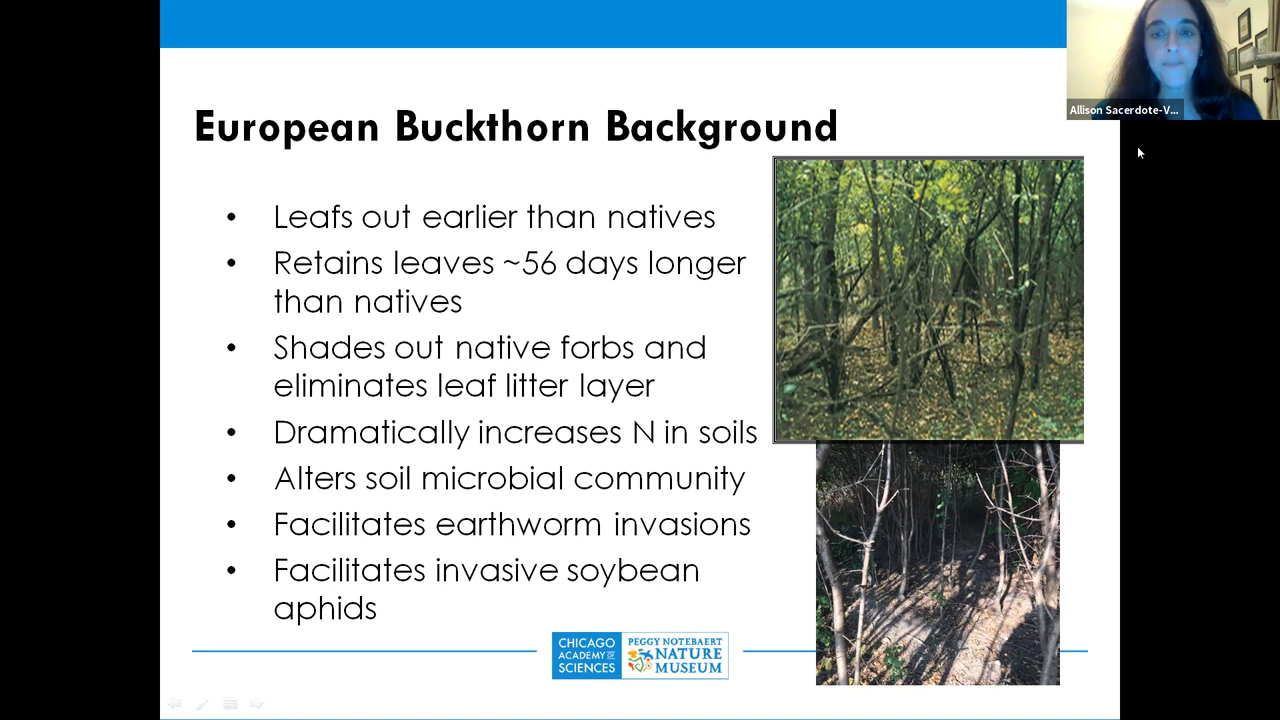 Allison Sacerdote-V...
European Buckthorn Background
• Leafs out earlier than natives
• Retains leaves ~56 days longer
than natives
• Shades out native forbs and
eliminates leaf litter layer
• Dramatically increases N in soils
• Alters soil microbial community
• Facilitates earthworm invasions
• Facilitates invasive soybean
aphids
CHICAGO
ACADEMY OF
SCIENCES
PEGGY NOTEBAERT
NATURE
MUSEUM